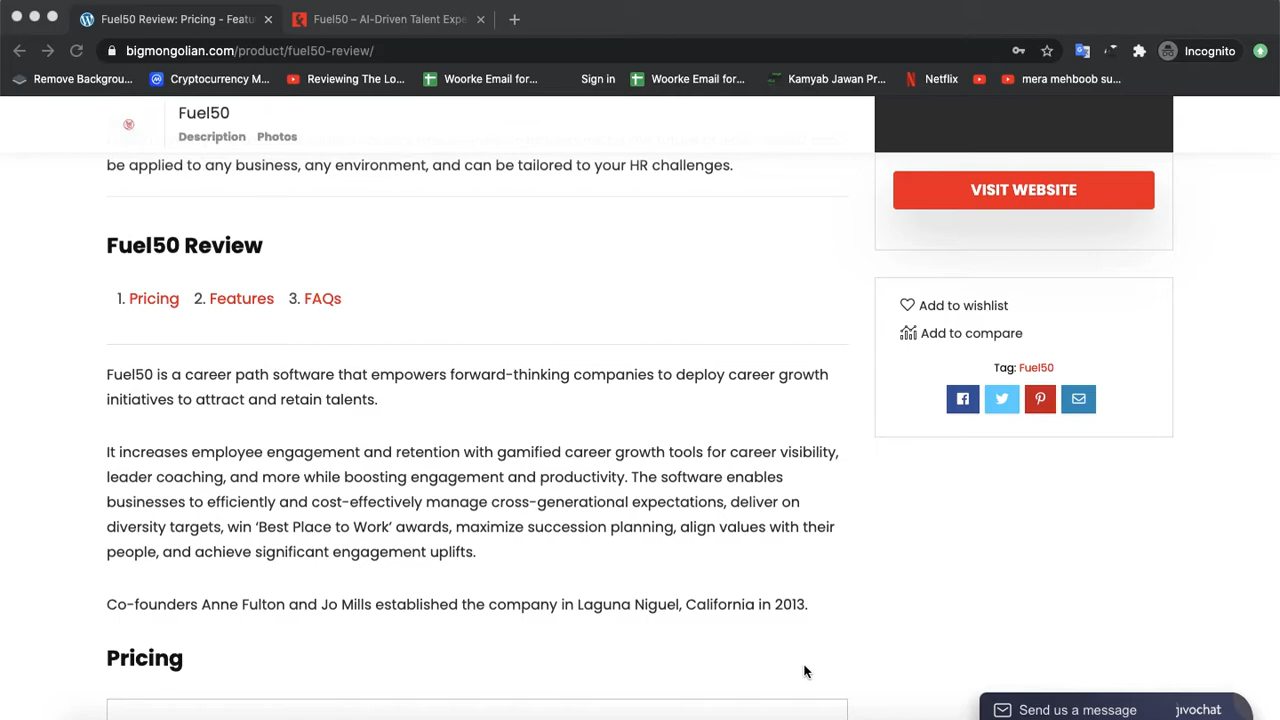 Fuel50 Review: Pricing - Featu
Fuel50 – AI-Driven Talent Expe
bigmongolian.com/product/fuel50-review/
Incognito
Remove Backgrou...
Cryptocurrency M...
Reviewing The Lo...
Woorke Email for...
Sign in
Woorke Email for...
Kamyab Jawan Pr...
Netflix
mera mehboob su...
Fuel50
Description Photos
be applied to any business, any environment, and can be tailored to your HR challenges.
VISIT WEBSITE
Fuel50 Review
1. Pricing 2. Features 3. FAQs
Add to wishlist
Add to compare
Tag: Fuel50
Fuel50 is a career path software that empowers forward-thinking companies to deploy career growth
initiatives to attract and retain talents.
It increases employee engagement and retention with gamified career growth tools for career visibility,
leader coaching, and more while boosting engagement and productivity. The software enables
businesses to efficiently and cost-effectively manage cross-generational expectations, deliver on
diversity targets, win ‘Best Place to Work’ awards, maximize succession planning, align values with their
people, and achieve significant engagement uplifts.
Co-founders Anne Fulton and Jo Mills established the company in Laguna Niguel, California in 2013.
Pricing
Send us a message
jivochat